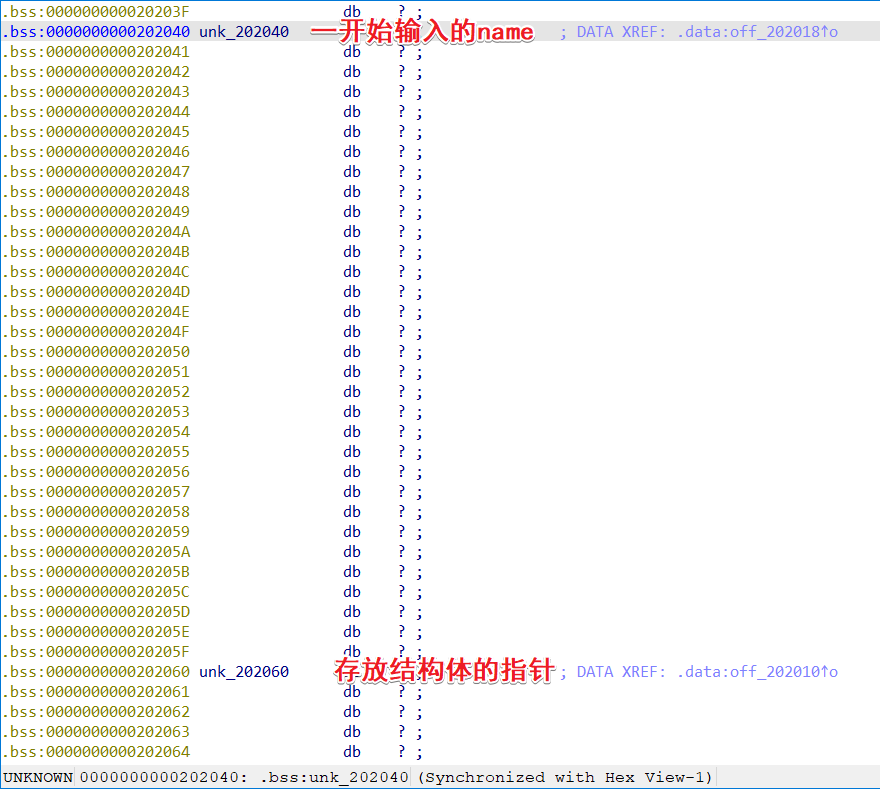 .bss:000000000020203F db ? ;
.bss:0000000000202040 unk_202040 一开始输入的name ; DATA XREF: .data:off_202018↑o
.bss:0000000000202041 db ? ;
.bss:0000000000202042 db ? ;
.bss:0000000000202043 db ? ;
.bss:0000000000202044 db ? ;
.bss:0000000000202045 db ? ;
.bss:0000000000202046 db ? ;
.bss:0000000000202047 db ? ;
.bss:0000000000202048 db ? ;
.bss:0000000000202049 db ? ;
.bss:000000000020204A db ? ;
.bss:000000000020204B db ? ;
.bss:000000000020204C db ? ;
.bss:000000000020204D db ? ;
.bss:000000000020204E db ? ;
.bss:000000000020204F db ? ;
.bss:0000000000202050 db ? ;
.bss:0000000000202051 db ? ;
.bss:0000000000202052 db ? ;
.bss:0000000000202053 db ? ;
.bss:0000000000202054 db ? ;
.bss:0000000000202055 db ? ;
.bss:0000000000202056 db ? ;
.bss:0000000000202057 db ? ;
.bss:0000000000202058 db ? ;
.bss:0000000000202059 db ? ;
.bss:000000000020205A db ? ;
.bss:000000000020205B db ? ;
.bss:000000000020205C db ? ;
.bss:000000000020205D db ? ;
.bss:000000000020205E db ? ;
.bss:000000000020205F db ? ;
.bss:0000000000202060 unk_202060 存放结构体的指针 ; DATA XREF: .data:off_202010↑o
.bss:0000000000202061 db ? ;
.bss:0000000000202062 db ? ;
.bss:0000000000202063 db ? ;
.bss:0000000000202064 db ? ;
UNKNOWN 0000000000202040: .bss:unk_202040 (Synchronized with Hex View-1)